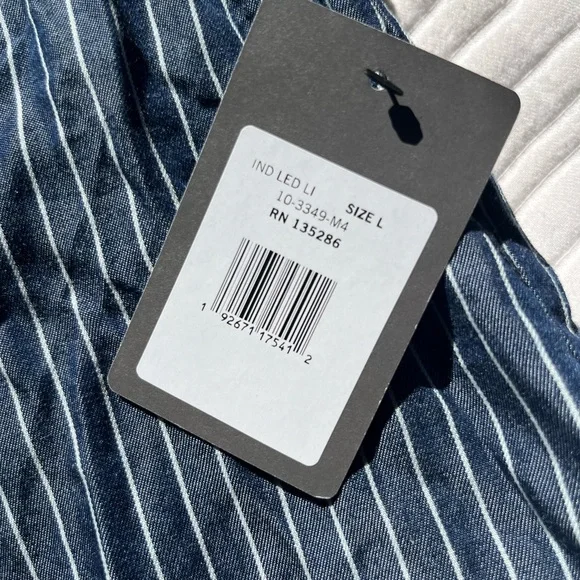 IND LED LI
10-3349-M4 SIZE L
RN 135286
1 92671 17541 2